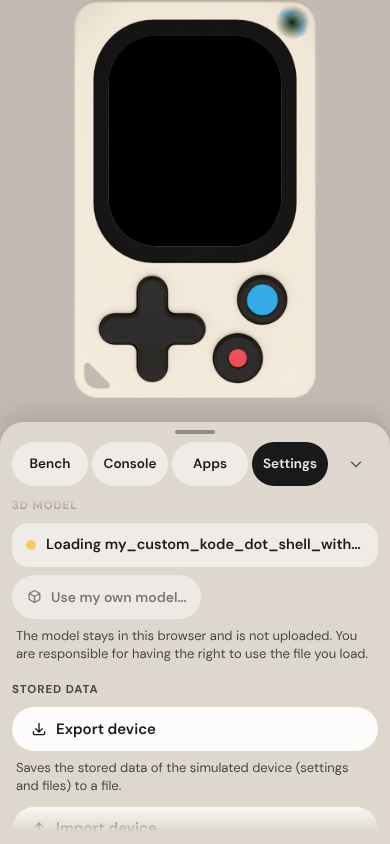 Bench
Console
Apps
Settings
3D MODEL
Loading my_custom_kode_dot_shell_with...
Use my own model...
The model stays in this browser and is not uploaded. You
are responsible for having the right to use the file you load.
STORED DATA
Export device
Saves the stored data of the simulated device (settings
and files) to a file.
Import device